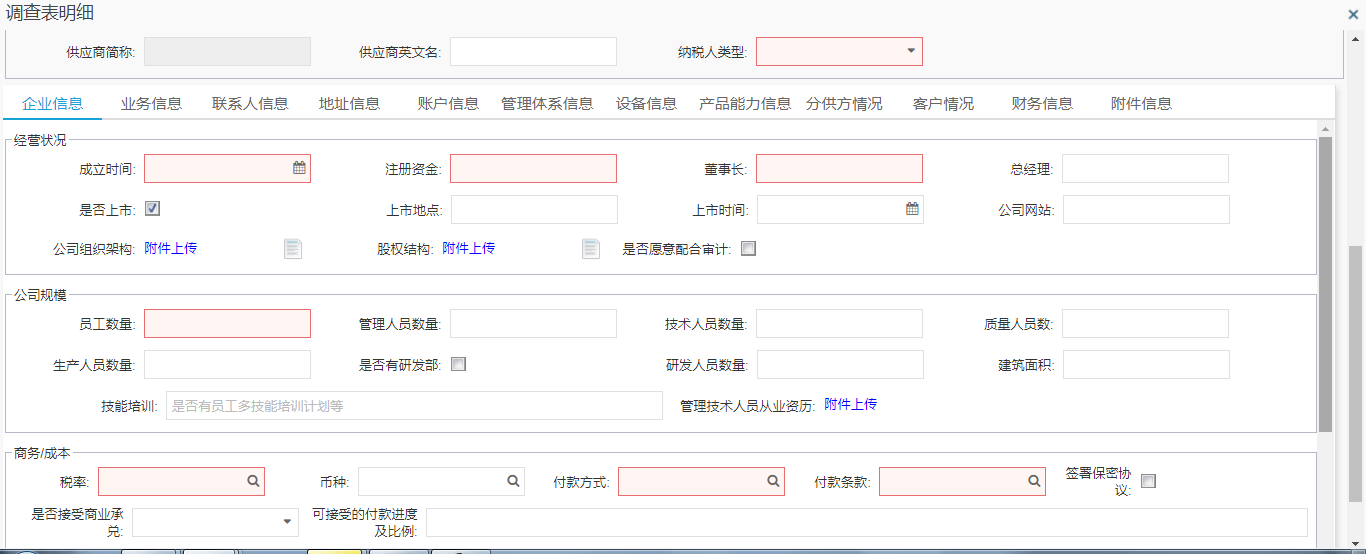 调查表明细
供应商简称: 供应商英文名: 纳税人类型:
企业信息 业务信息 联系人信息 地址信息 账户信息 管理体系信息 设备信息 产品能力信息 分供方情况 客户情况 财务信息 附件信息
经营状况
成立时间: 注册资金: 董事长: 总经理:
是否上市: 上市地点: 上市时间: 公司网站:
公司组织架构: 附件上传 股权结构: 附件上传 是否愿意配合审计:
公司规模
员工数量: 管理人员数量: 技术人员数量: 质量人员数:
生产人员数量: 是否有研发部: 研发人员数量: 建筑面积:
技能培训: 是否有员工多技能培训计划等 管理技术人员从业资历: 附件上传
商务/成本
税率: 币种: 付款方式: 付款条款: 签署保密协
议:
是否接受商业承 可接受的付款进度
兑: 及比例: